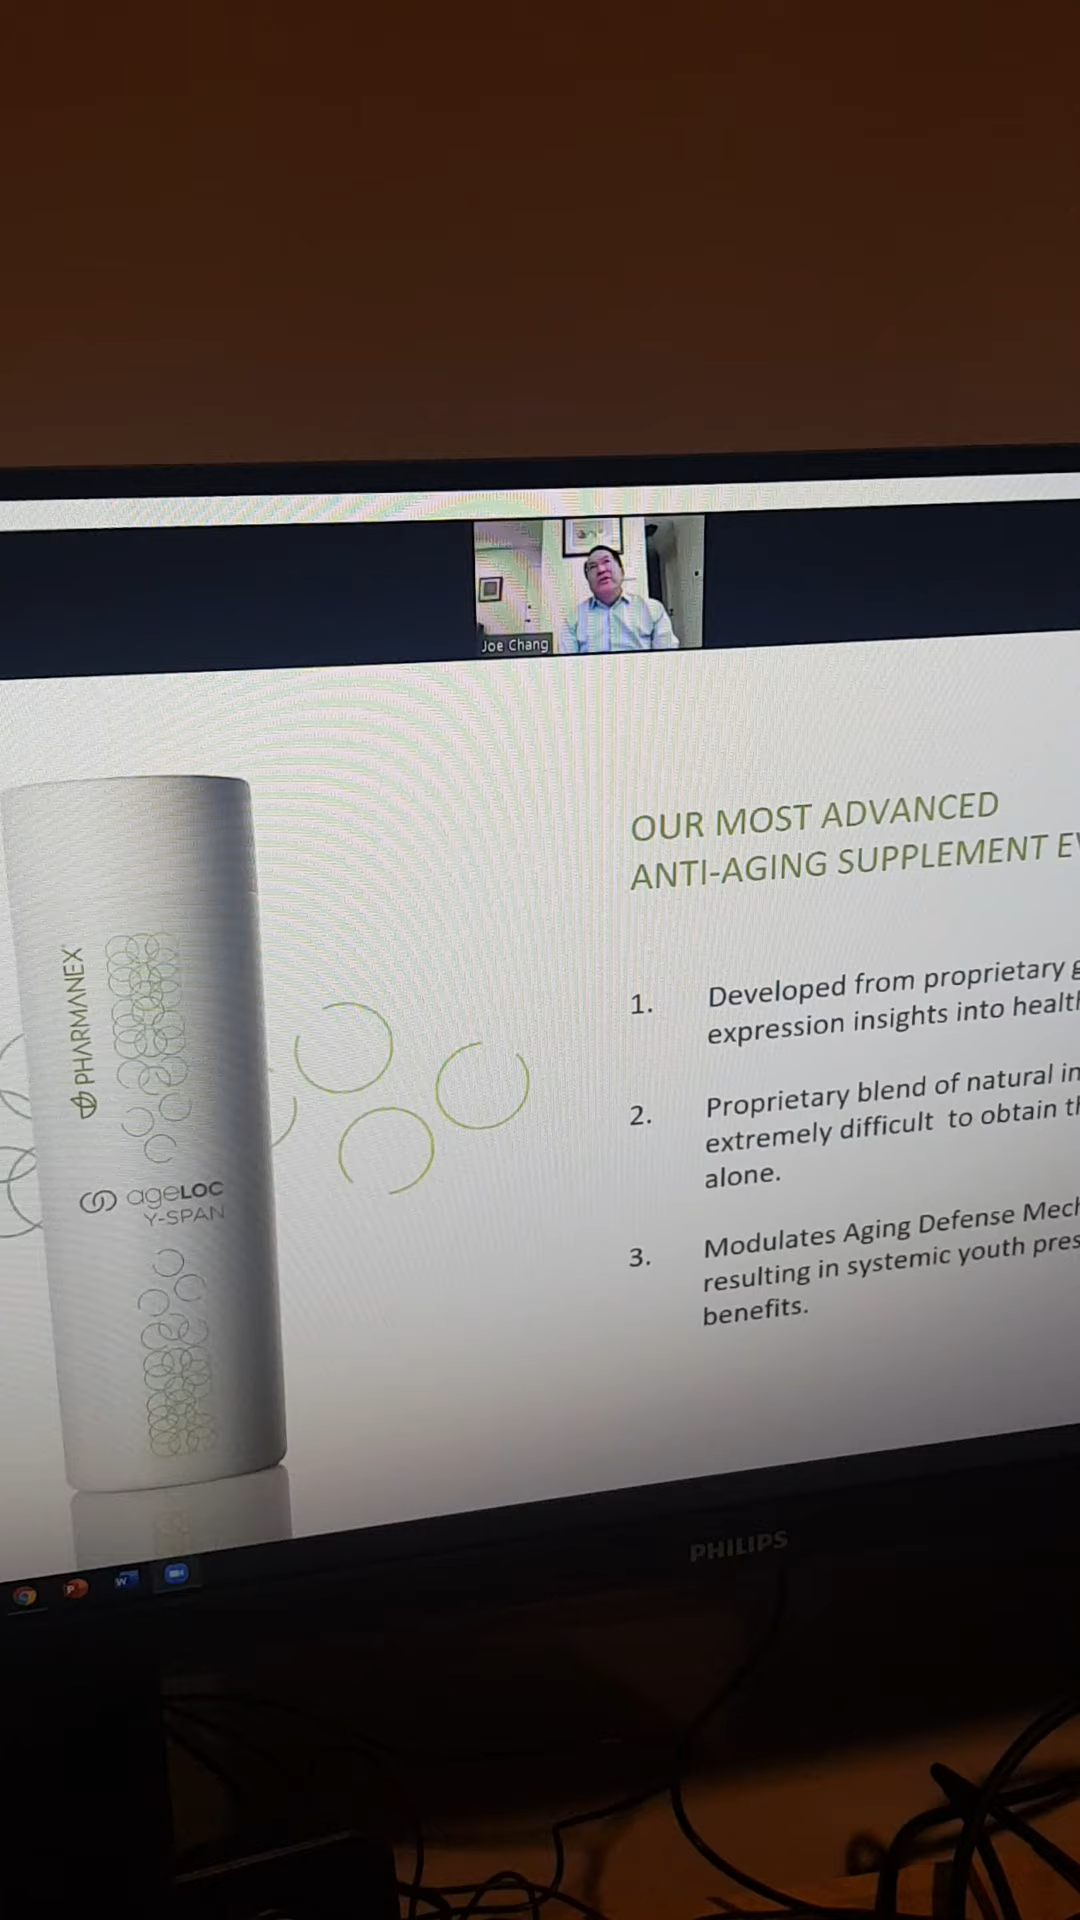 Joe Chang
OUR MOST ADVANCED
ANTI-AGING SUPPLEMENT
1. Developed from proprietary
expression insights into
2. Proprietary blend of natural
extremely difficult to obtain
alone.
3. Modulates Aging Defense
resulting in systemic youth
benefits.
PHARMANEX
ageLOC
Y-SPAN
PHILIPS